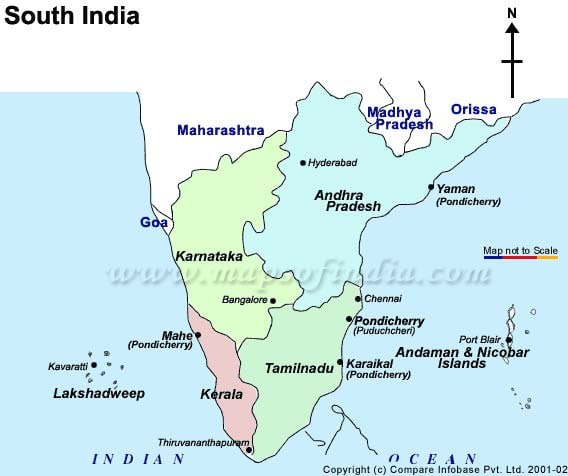 South India
N
Madhya
Pradesh
Orissa
Maharashtra
Hyderabad
Andhra
Pradesh
Yaman
(Pondicherry)
Goa
Karnataka
Map not to Scale
www.mapsofindia.com
Bangalore
Chennai
Pondicherry
(Puduchcheri)
Mahe
(Pondicherry)
Port Blair
Andaman & Nicobar
Islands
Kavaratti
Lakshadweep
Tamilnadu
Karaikal
(Pondicherry)
Kerala
Thiruvananthapuram
INDIAN OCEAN
Copyright (c) Compare Infobase Pvt. Ltd. 2001-02